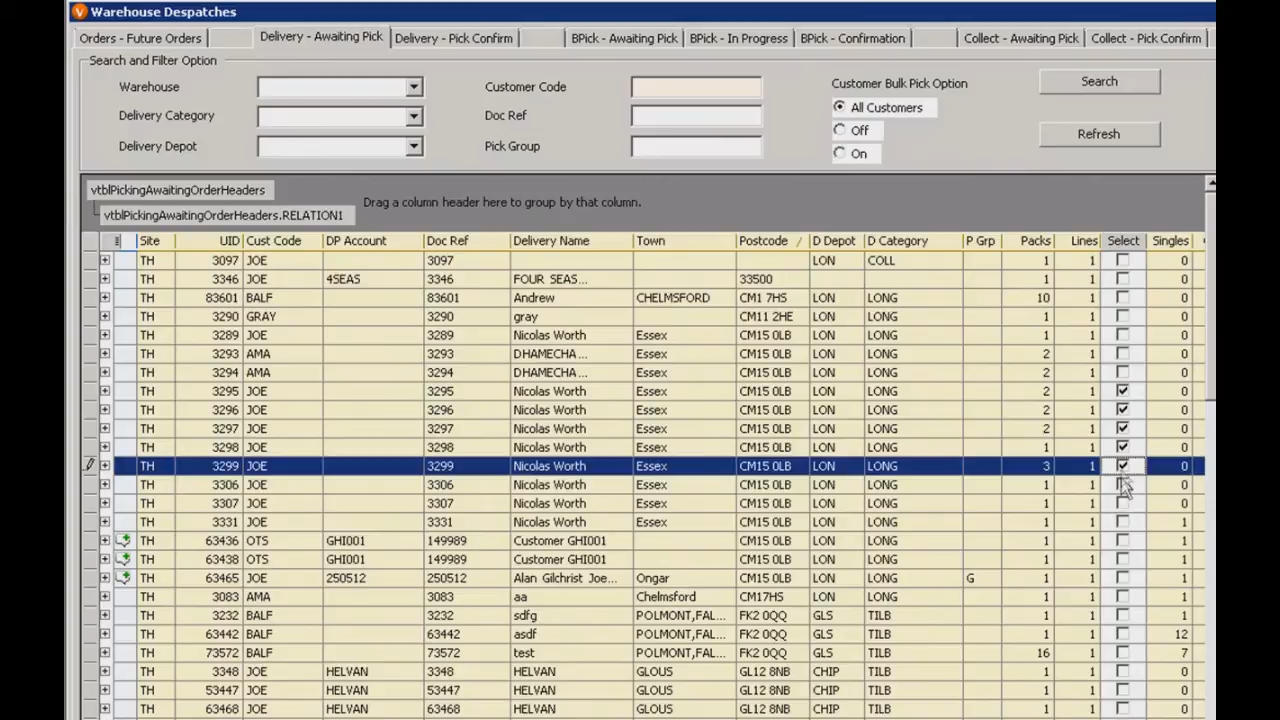 Warehouse Despatches
Orders - Future Orders Delivery - Awaiting Pick Delivery - Pick Confirm BPick - Awaiting Pick BPick - In Progress BPick - Confirmation Collect - Awaiting Pick Collect - Pick Confirm
Search and Filter Option
Warehouse Customer Code Customer Bulk Pick Option Search
Delivery Category Doc Ref All Customers
Off Refresh
Delivery Depot Pick Group On
vtblPickingAwaitingOrderHeaders
vtblPickingAwaitingOrderHeaders.RELATION1 Drag a column header here to group by that column.
Site UID Cust Code DP Account Doc Ref Delivery Name Town Postcode / D Depot D Category P Grp Packs Lines Select Singles
TH 3097 JOE 3097 LON COLL 1 1 0
TH 3346 JOE 4SEAS 3346 FOUR SEAS... 33500 1 1 0
TH 83601 BALF 83601 Andrew CHELMSFORD CM1 7HS LON LONG 10 1 0
TH 3290 GRAY 3290 gray CM11 2HE LON LONG 1 1 0
TH 3289 JOE 3289 Nicolas Worth Essex CM15 0LB LON LONG 1 1 0
TH 3293 AMA 3293 DHAMECHA ... Essex CM15 0LB LON LONG 2 1 0
TH 3294 AMA 3294 DHAMECHA ... Essex CM15 0LB LON LONG 2 1 0
TH 3295 JOE 3295 Nicolas Worth Essex CM15 0LB LON LONG 2 1 0
TH 3296 JOE 3296 Nicolas Worth Essex CM15 0LB LON LONG 2 1 0
TH 3297 JOE 3297 Nicolas Worth Essex CM15 0LB LON LONG 2 1 0
TH 3298 JOE 3298 Nicolas Worth Essex CM15 0LB LON LONG 1 1 0
TH 3299 JOE 3299 Nicolas Worth Essex CM15 0LB LON LONG 3 1 0
TH 3306 JOE 3306 Nicolas Worth Essex CM15 0LB LON LONG 1 1 0
TH 3307 JOE 3307 Nicolas Worth Essex CM15 0LB LON LONG 1 1 0
TH 3331 JOE 3331 Nicolas Worth Essex CM15 0LB LON LONG 1 1 1
TH 63436 OTS GHI001 149989 Customer GHI001 CM15 0LB LON LONG 1 1 1
TH 63438 OTS GHI001 149989 Customer GHI001 CM15 0LB LON LONG 1 1 1
TH 63465 JOE 250512 250512 Alan Gilchrist Joe... Ongar CM15 0LB LON LONG G 1 1 1
TH 3083 AMA 3083 aa Chelmsford CM17HS LON LONG 1 1 1
TH 3232 BALF 3232 sdfg POLMONT,FAL... FK2 0QQ GLS TILB 1 1 1
TH 63442 BALF 63442 asdf POLMONT,FAL... FK2 0QQ GLS TILB 1 1 12
TH 73572 BALF 73572 test POLMONT,FAL... FK2 0QQ GLS TILB 16 1 7
TH 3348 JOE HELVAN 3348 HELVAN GLOUS GL12 8NB CHIP TILB 1 1 0
TH 53447 JOE HELVAN 53447 HELVAN GLOUS GL12 8NB CHIP TILB 1 1 0
TH 63468 JOE HELVAN 63468 HELVAN GLOUS GL12 8NB CHIP TILB 1 1 0